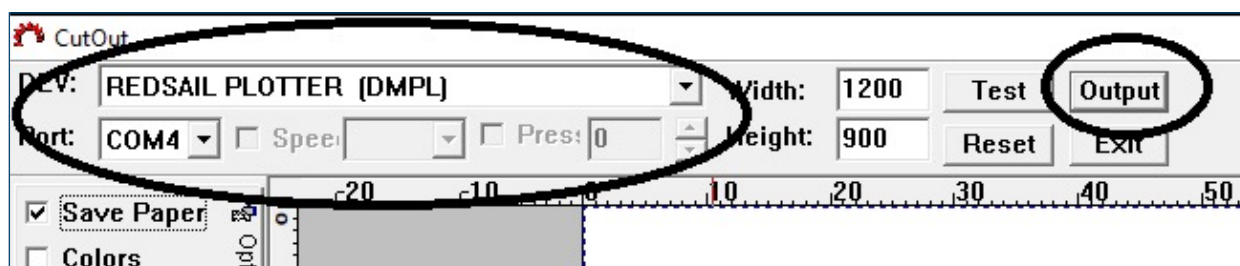 CutOut
DEV: REDSAIL PLOTTER (DMPL) Width: 1200 Test Output
Port: COM4 Speed Press: 0 Height: 900 Reset Exit
-20 -10 0 10 20 30 40 50
Save Paper
0
Colors